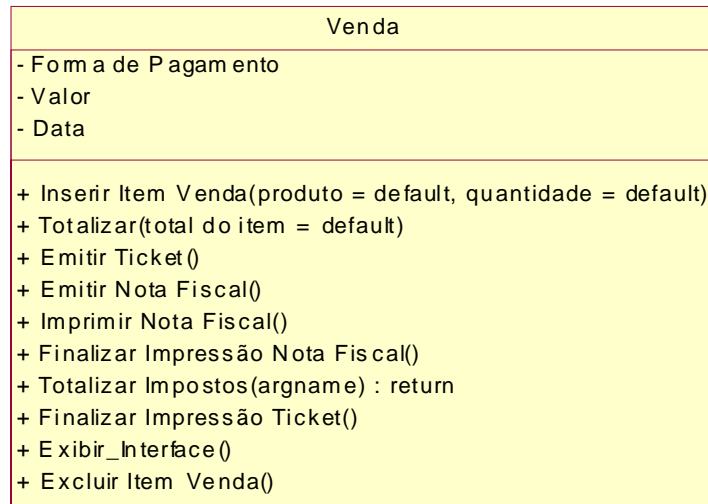 Venda
- Forma de Pagamento
- Valor
- Data
+ Inserir Item Venda(produto = default, quantidade = default)
+ Totalizar(total do item = default)
+ Emitir Ticket()
+ Emitir Nota Fiscal()
+ Imprimir Nota Fiscal()
+ Finalizar Impressão Nota Fiscal()
+ Totalizar Impostos(argname) : return
+ Finalizar Impressão Ticket()
+ Exibir_Interface()
+ Excluir Item Venda()